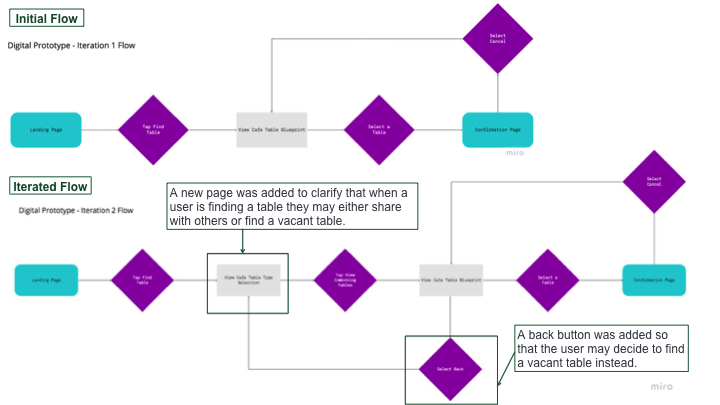 Initial Flow
Digital Prototype - Iteration 1 Flow
Select
Cancel
Landing Page
Tap Find
Table
View Cafe Table Blueprint
Select a
Table
Confirmation Page
miro
Iterated Flow
Digital Prototype - Iteration 2 Flow
A new page was added to clarify that when a
user is finding a table they may either share
with others or find a vacant table.
Select
Cancel
Landing Page
Tap Find
Table
View Cafe Table Type
Selection
Tap View
Combining
Tables
View Cafe Table Blueprint
Select a
Table
Confirmation Page
Select Back
A back button was added so
that the user may decide to find
a vacant table instead.
miro